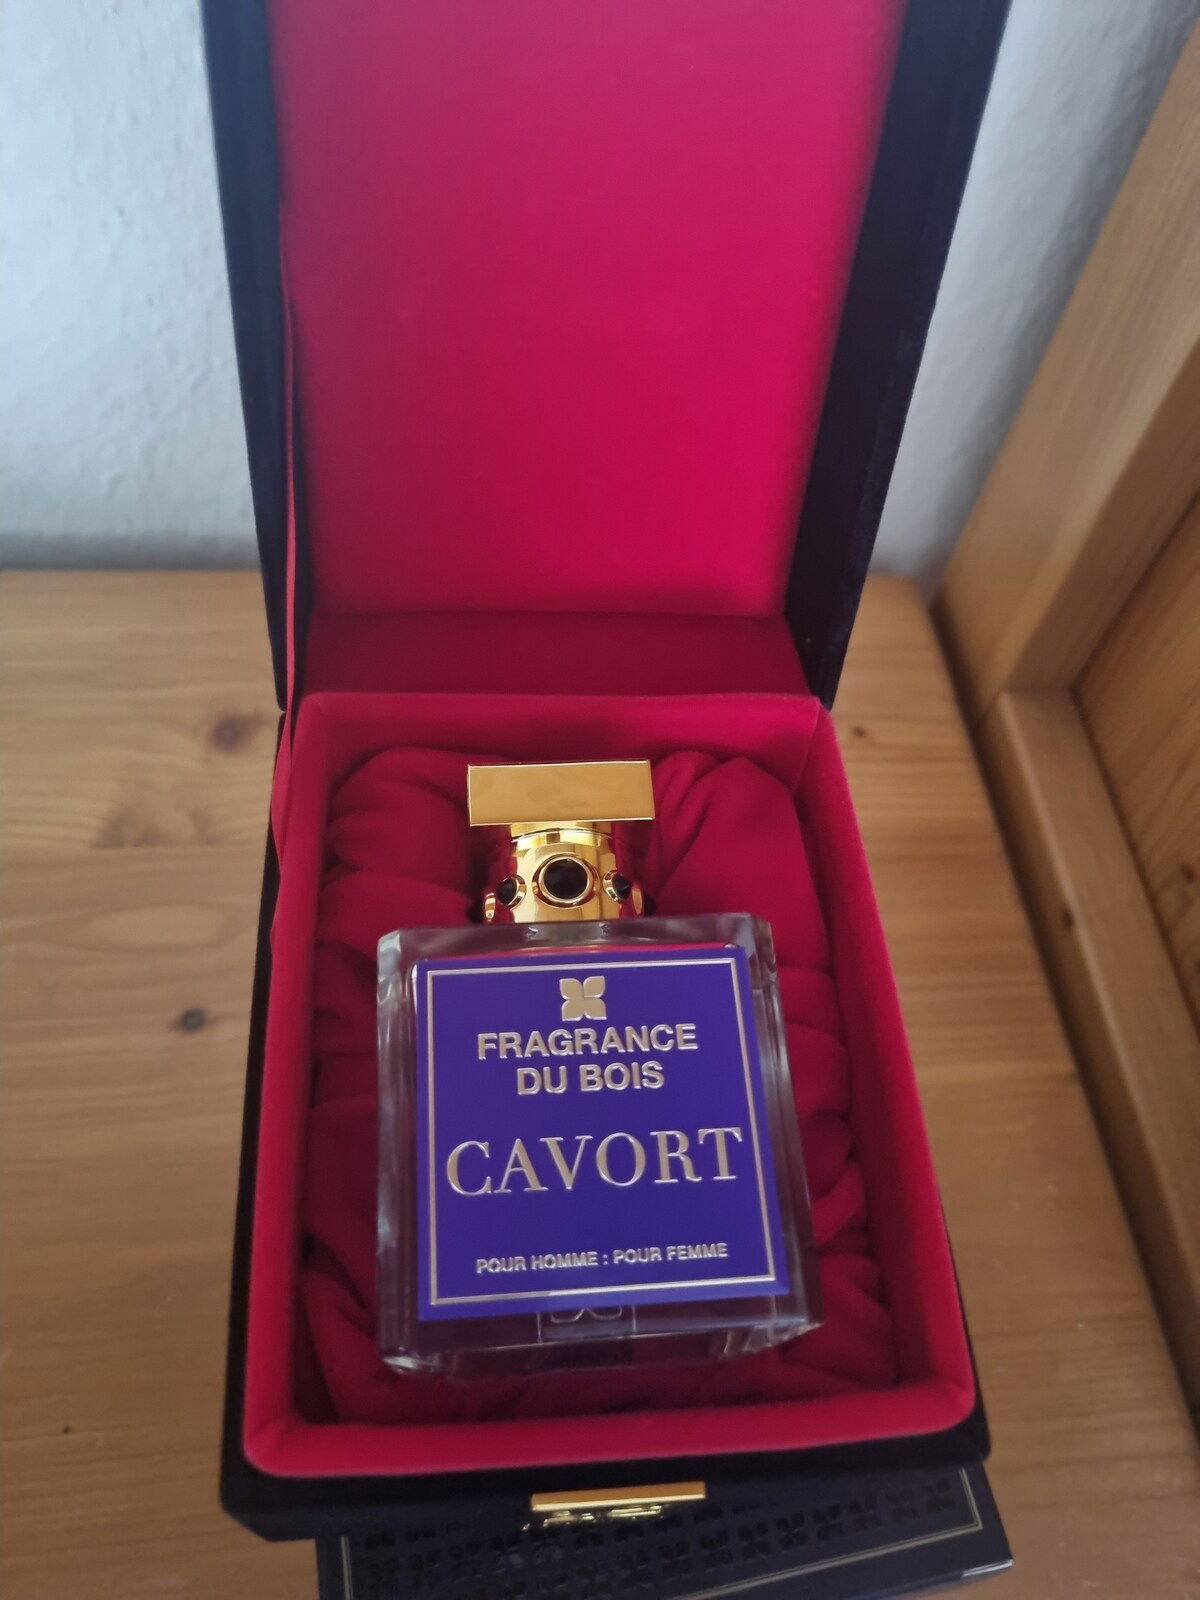 FRAGRANCE
DU BOIS
CAVORT
POUR HOMME : POUR FEMME